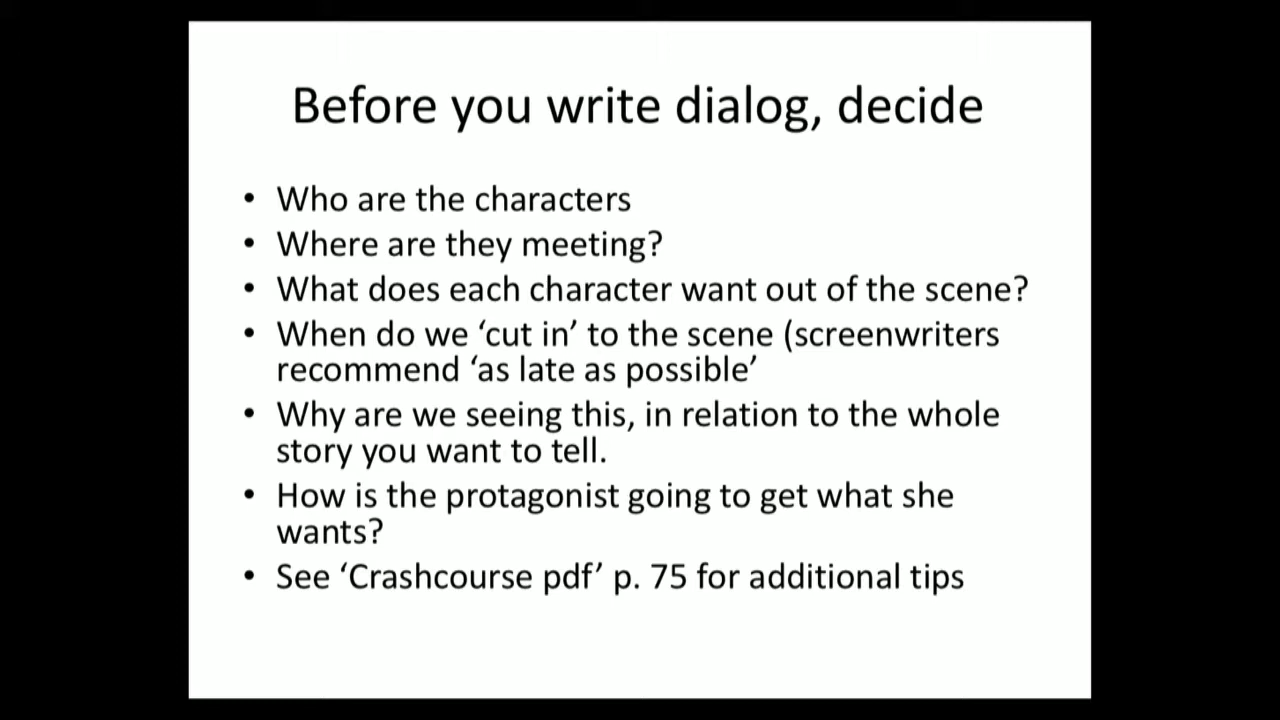 Before you write dialog, decide
• Who are the characters
• Where are they meeting?
• What does each character want out of the scene?
• When do we ‘cut in’ to the scene (screenwriters
recommend ‘as late as possible’
• Why are we seeing this, in relation to the whole
story you want to tell.
• How is the protagonist going to get what she
wants?
• See ‘Crashcourse pdf’ p. 75 for additional tips